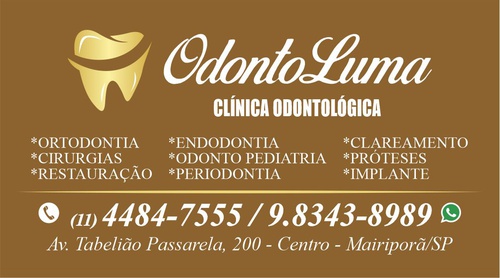 OdontoLuma
CLÍNICA ODONTOLÓGICA
*ORTODONTIA *ENDODONTIA *CLAREAMENTO
*CIRURGIAS *ODONTO PEDIATRIA *PRÓTESES
*RESTAURAÇÃO *PERIODONTIA *IMPLANTE
(11) 4484-7555 / 9.8343-8989
Av. Tabelião Passarela, 200 - Centro - Mairiporã/SP